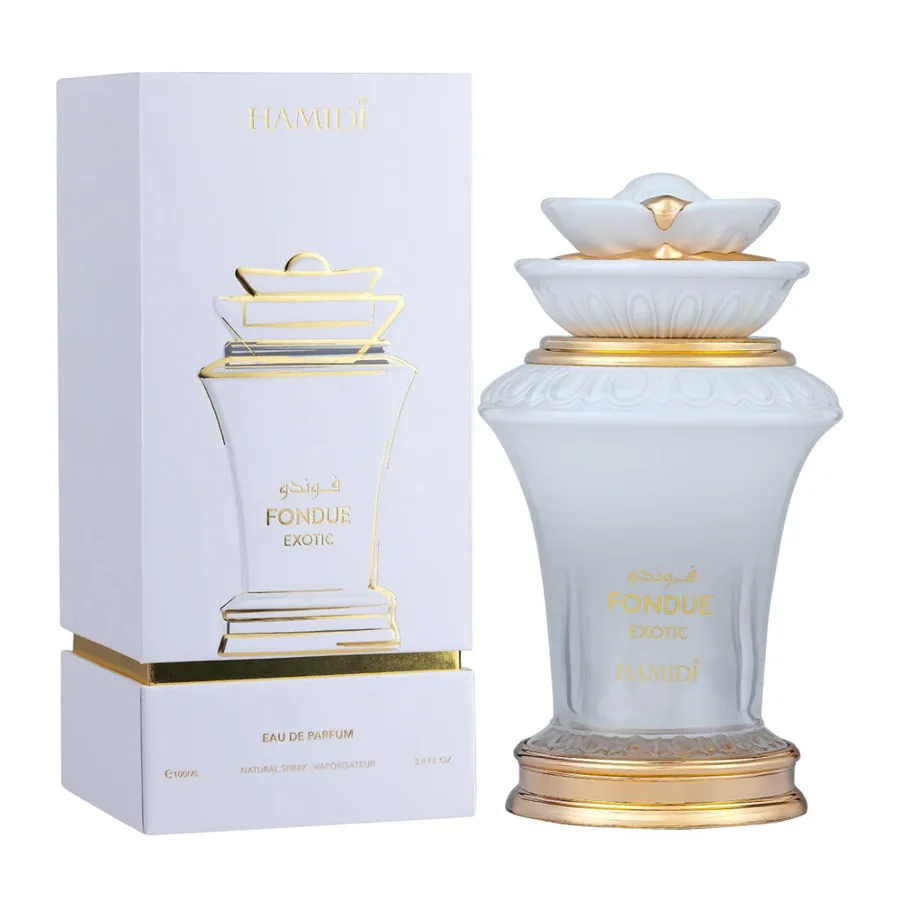 HAMIDI
فوندو
FONDUE
EXOTIC
EAU DE PARFUM
℮100ML
NATURAL SPRAY - VAPORISATEUR
3.4 FL. OZ
فوندو
FONDUE
EXOTIC
HAMIDI